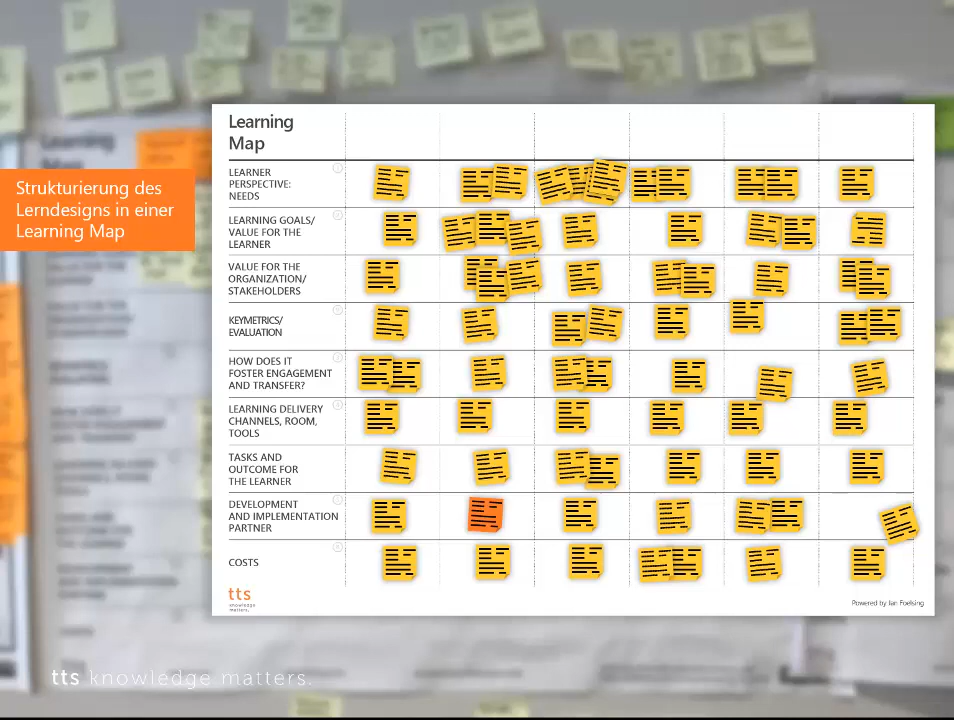 Strukturierung des
Lerndesigns in einer
Learning Map
Learning
Map
LEARNER
PERSPECTIVE:
NEEDS
LEARNING GOALS/
VALUE FOR THE
LEARNER
VALUE FOR THE
ORGANIZATION/
STAKEHOLDERS
KEYMETRICS/
EVALUATION
HOW DOES IT
FOSTER ENGAGEMENT
AND TRANSFER?
LEARNING DELIVERY
CHANNELS, ROOM,
TOOLS
TASKS AND
OUTCOME FOR
THE LEARNER
DEVELOPMENT
AND IMPLEMENTATION
PARTNER
COSTS
tts
knowledge
matters.
Powered by Jan Foelsing
tts knowledge matters.